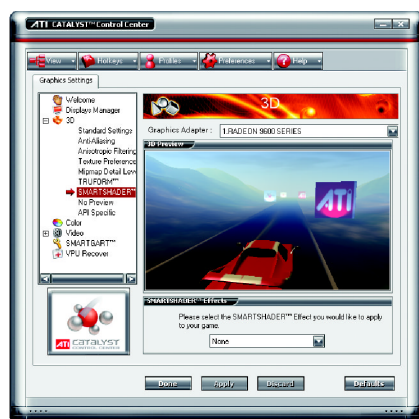 ATI CATALYST™ Control Center
View Hotkeys Profiles Preferences Help
Graphics Settings
Welcome
Displays Manager
3D
Standard Settings
Anti-Aliasing
Anisotropic Filtering
Texture Preference
Mipmap Detail Leve
TRUFORM™
SMARTSHADER™
No Preview
API Specific
Color
Video
SMARTGART™
VPU Recover
ATI CATALYST
CONTROL CENTER
3D
Graphics Adapter : 1.RADEON 9600 SERIES
3D Preview
ATI
SMARTSHADER™ Effects
Please select the SMARTSHADER™ Effect you would like to apply
to your game.
None
Done Apply Discard Defaults